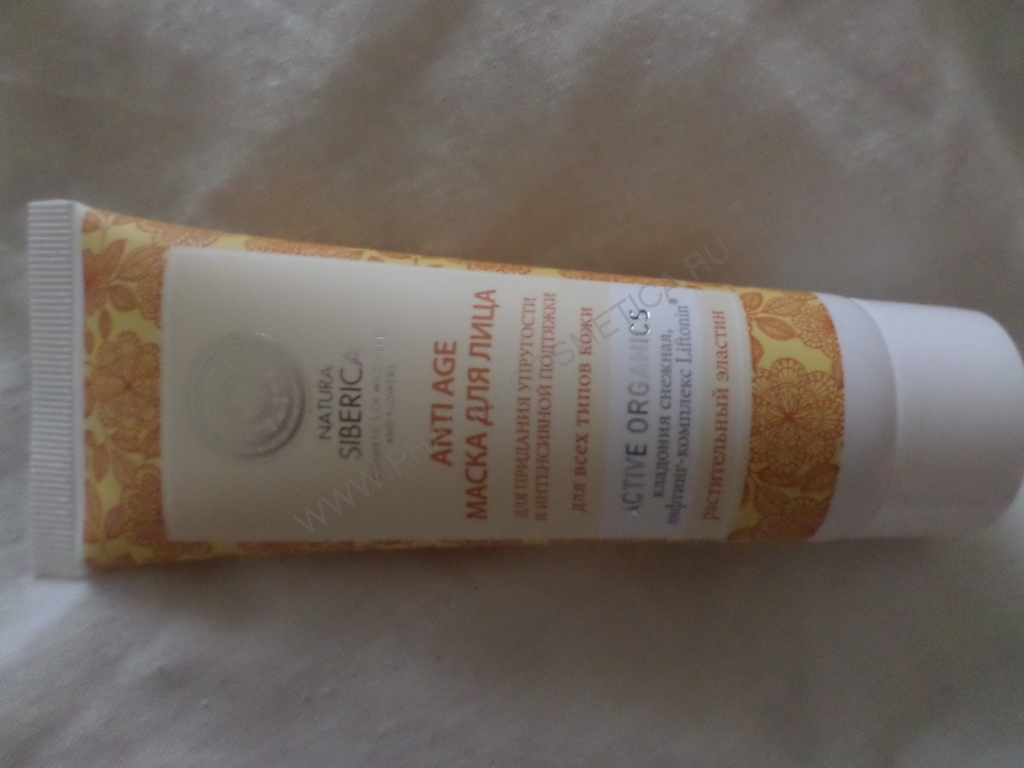 NATURA
SIBERICA
ANTI AGE
МАСКА ДЛЯ ЛИЦА
ДЛЯ ПРИДАНИЯ УПРУГОСТИ
И ИНТЕНСИВНОЙ ПОДТЯЖКИ
ДЛЯ ВСЕХ ТИПОВ КОЖИ
ACTIVE ORGANICS
кладония снежная,
лифтинг-комплекс Liftonin®
растительный эластин